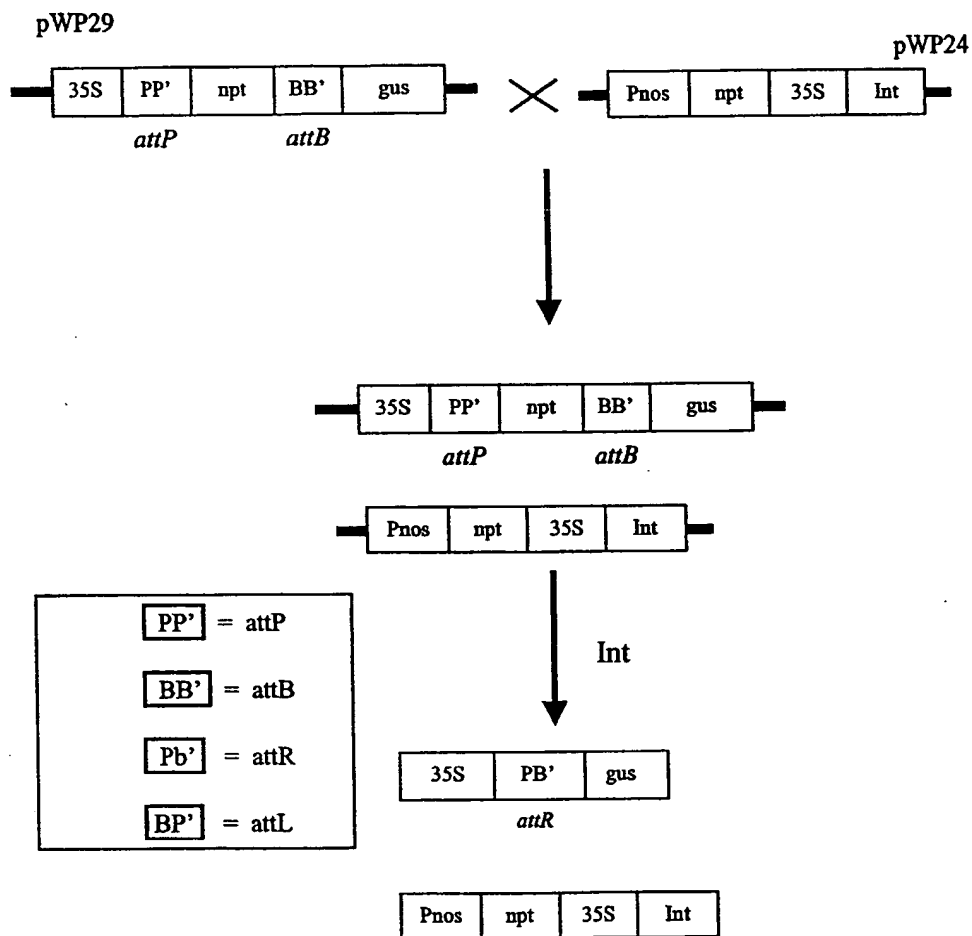 pWP29
pWP24
35S PP' npt BB' gus
Pnos npt 35S Int
attP attB
35S PP' npt BB' gus
attP attB
Pnos npt 35S Int
PP' = attP
BB' = attB
Pb' = attR
BP' = attL
Int
35S PB' gus
attR
Pnos npt 35S Int